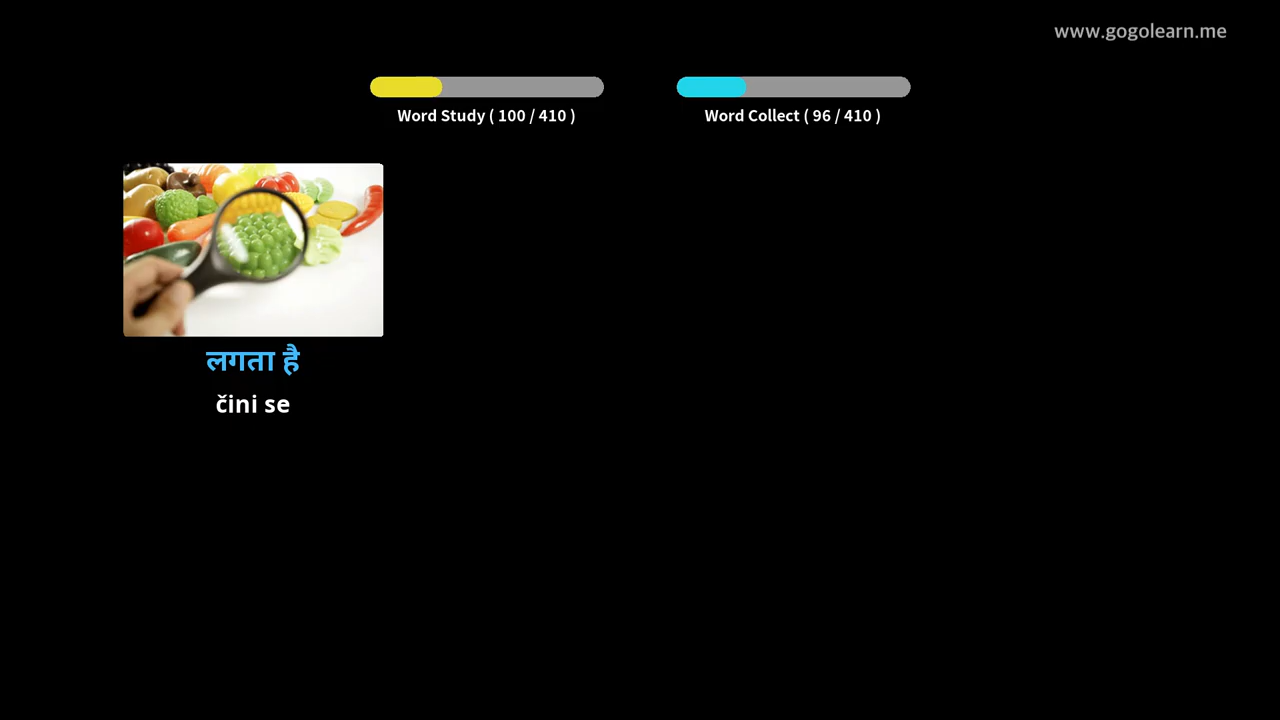 www.gogolearn.me
Word Study ( 100 / 410 )
Word Collect ( 96 / 410 )
लगता है
čini se